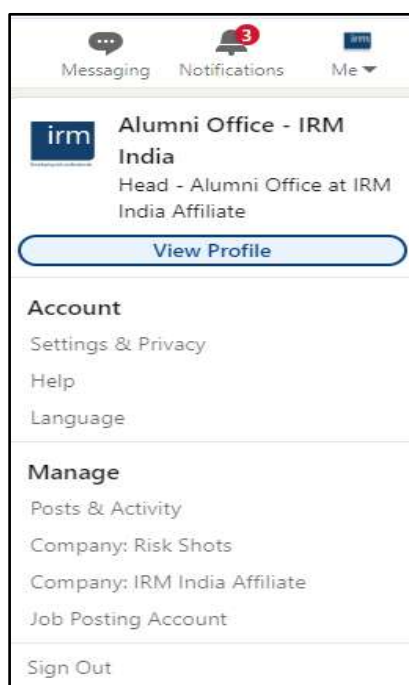 3
irm
Messaging Notifications Me
irm
Alumni Office - IRM
India
Head - Alumni Office at IRM
India Affiliate
View Profile
Account
Settings & Privacy
Help
Language
Manage
Posts & Activity
Company: Risk Shots
Company: IRM India Affiliate
Job Posting Account
Sign Out